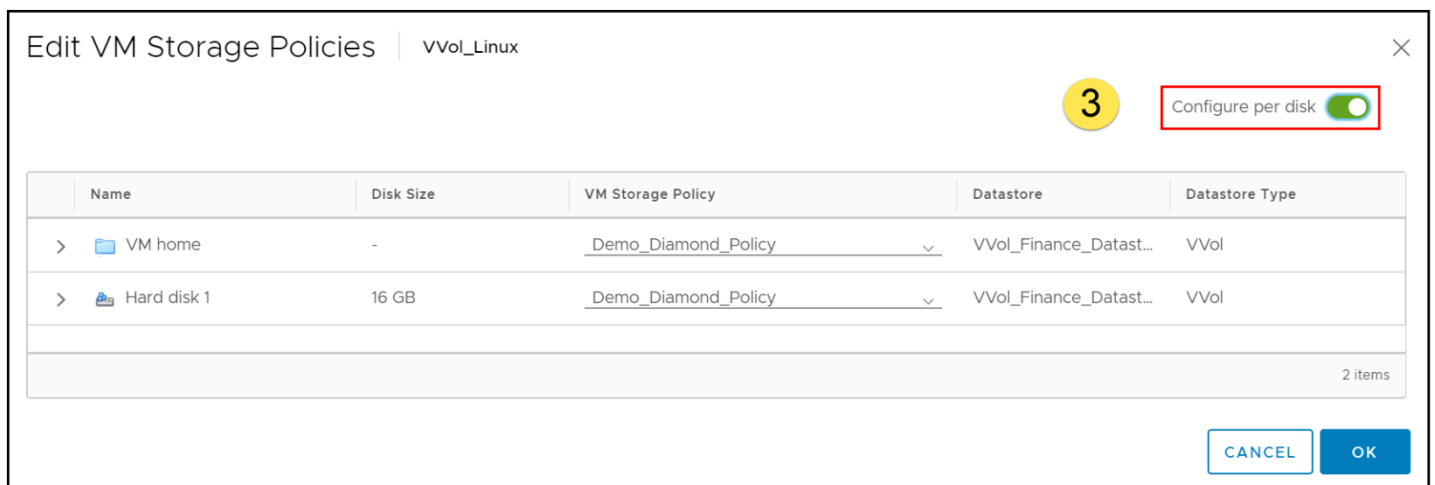 Edit VM Storage Policies VVol_Linux
3 Configure per disk
Name Disk Size VM Storage Policy Datastore Datastore Type
VM home - Demo_Diamond_Policy VVol_Finance_Datast... VVol
Hard disk 1 16 GB Demo_Diamond_Policy VVol_Finance_Datast... VVol
2 items
CANCEL OK